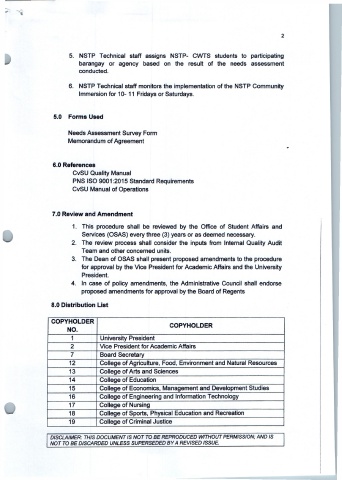 2
5. NSTP Technical staff assigns NSTP- CWTS students to participating
barangay or agency based on the result of the needs assessment
conducted.
6. NSTP Technical staff monitors the implementation of the NSTP Community
Immersion for 10- 11 Fridays or Saturdays.
5.0 Forms Used
Needs Assessment Survey Form
Memorandum of Agreement
6.0 References
CvSU Quality Manual
PNS ISO 9001:2015 Standard Requirements
CvSU Manual of Operations
7.0 Review and Amendment
1. This procedure shall be reviewed by the Office of Student Affairs and
Services (OSAS) every three (3) years or as deemed necessary.
2. The review process shall consider the inputs from Internal Quality Audit
Team and other concerned units.
3. The Dean of OSAS shall present proposed amendments to the procedure
for approval by the Vice President for Academic Affairs and the University
President.
4. In case of policy amendments, the Administrative Council shall endorse
proposed amendments for approval by the Board of Regents
8.0 Distribution List
COPYHOLDER NO. COPYHOLDER
1 University President
2 Vice President for Academic Affairs
7 Board Secretary
12 College of Agriculture, Food, Environment and Natural Resources
13 College of Arts and Sciences
14 College of Education
15 College of Economics, Management and Development Studies
16 College of Engineering and Information Technology
17 College of Nursing
18 College of Sports, Physical Education and Recreation
19 College of Criminal Justice
DISCLAIMER: THIS DOCUMENT IS NOT TO BE REPRODUCED WITHOUT PERMISSION; AND IS
NOT TO BE DISCARDED UNLESS SUPERSEDED BY A REVISED ISSUE.